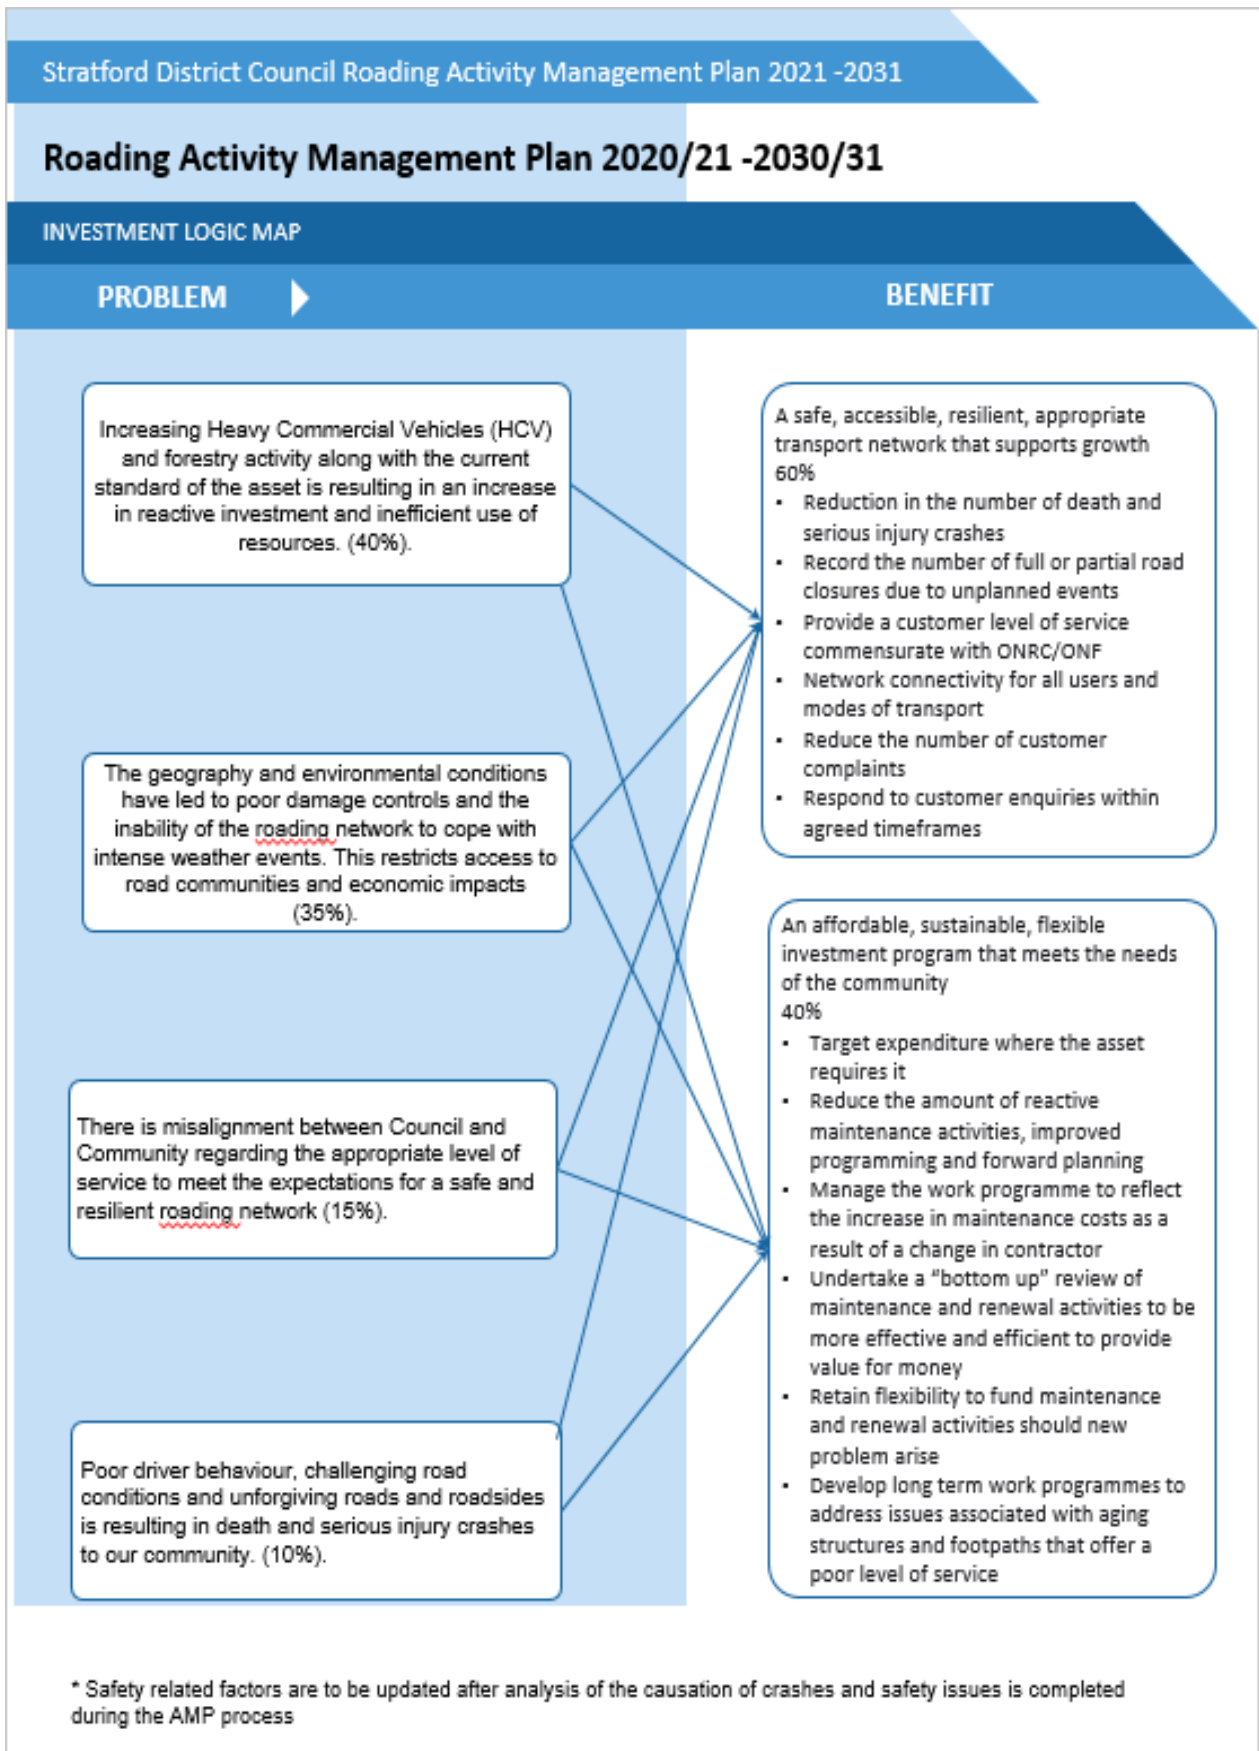 Stratford District Council Roading Activity Management Plan 2021 -2031
Roading Activity Management Plan 2020/21 -2030/31
INVESTMENT LOGIC MAP
PROBLEM
BENEFIT
Increasing Heavy Commercial Vehicles (HCV)
and forestry activity along with the current
standard of the asset is resulting in an increase
in reactive investment and inefficient use of
resources. (40%).
The geography and environmental conditions
have led to poor damage controls and the
inability of the roading network to cope with
intense weather events. This restricts access to
road communities and economic impacts
(35%).
There is misalignment between Council and
Community regarding the appropriate level of
service to meet the expectations for a safe and
resilient roading network (15%).
Poor driver behaviour, challenging road
conditions and unforgiving roads and roadsides
is resulting in death and serious injury crashes
to our community. (10%).
A safe, accessible, resilient, appropriate
transport network that supports growth
60%
▪ Reduction in the number of death and
serious injury crashes
▪ Record the number of full or partial road
closures due to unplanned events
▪ Provide a customer level of service
commensurate with ONRC/ONF
▪ Network connectivity for all users and
modes of transport
▪ Reduce the number of customer
complaints
▪ Respond to customer enquiries within
agreed timeframes
An affordable, sustainable, flexible
investment program that meets the needs
of the community
40%
▪ Target expenditure where the asset
requires it
▪ Reduce the amount of reactive
maintenance activities, improved
programming and forward planning
▪ Manage the work programme to reflect
the increase in maintenance costs as a
result of a change in contractor
▪ Undertake a “bottom up” review of
maintenance and renewal activities to be
more effective and efficient to provide
value for money
▪ Retain flexibility to fund maintenance
and renewal activities should new
problem arise
▪ Develop long term work programmes to
address issues associated with aging
structures and footpaths that offer a
poor level of service
* Safety related factors are to be updated after analysis of the causation of crashes and safety issues is completed
during the AMP process